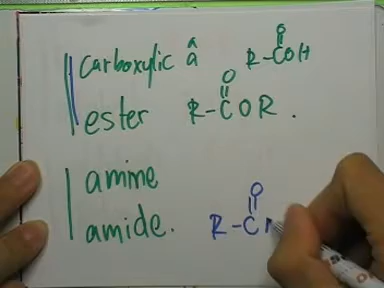 carboxylic â R-COH
O
ester R-COR .
O
amine
amide. R-C
O